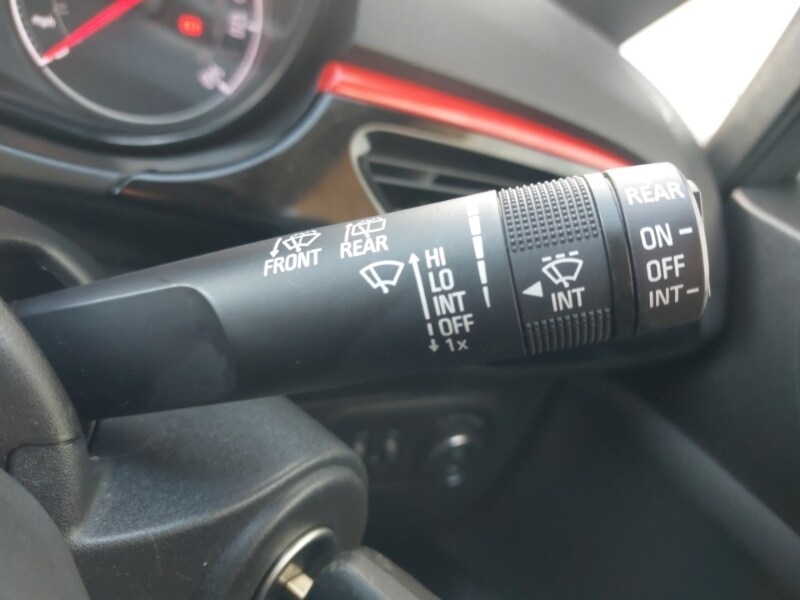 FRONT
REAR
HI
LO
INT
OFF
1x
INT
REAR
ON
OFF
INT